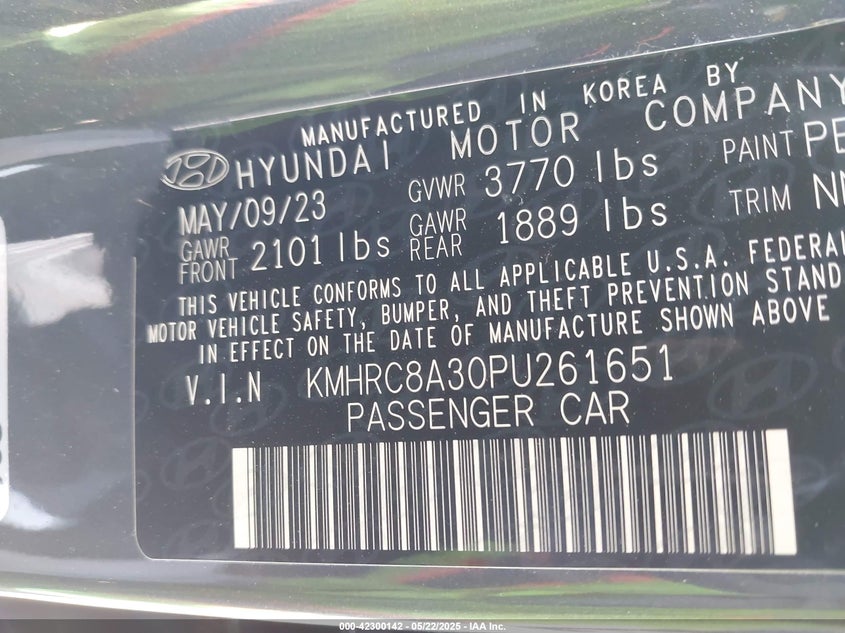 MANUFACTURED IN KOREA BY
HYUNDAI MOTOR COMPANY
MAY/09/23 GVWR 3770 lbs PAINT PE
GAWR FRONT 2101 lbs GAWR REAR 1889 lbs TRIM NN
THIS VEHICLE CONFORMS TO ALL APPLICABLE U.S.A. FEDERAL
MOTOR VEHICLE SAFETY, BUMPER, AND THEFT PREVENTION STAND
IN EFFECT ON THE DATE OF MANUFACTURE SHOWN ABOVE
V.I.N KMHRC8A30PU261651
PASSENGER CAR
000-42300142 - 05/22/2025 - IAA Inc.